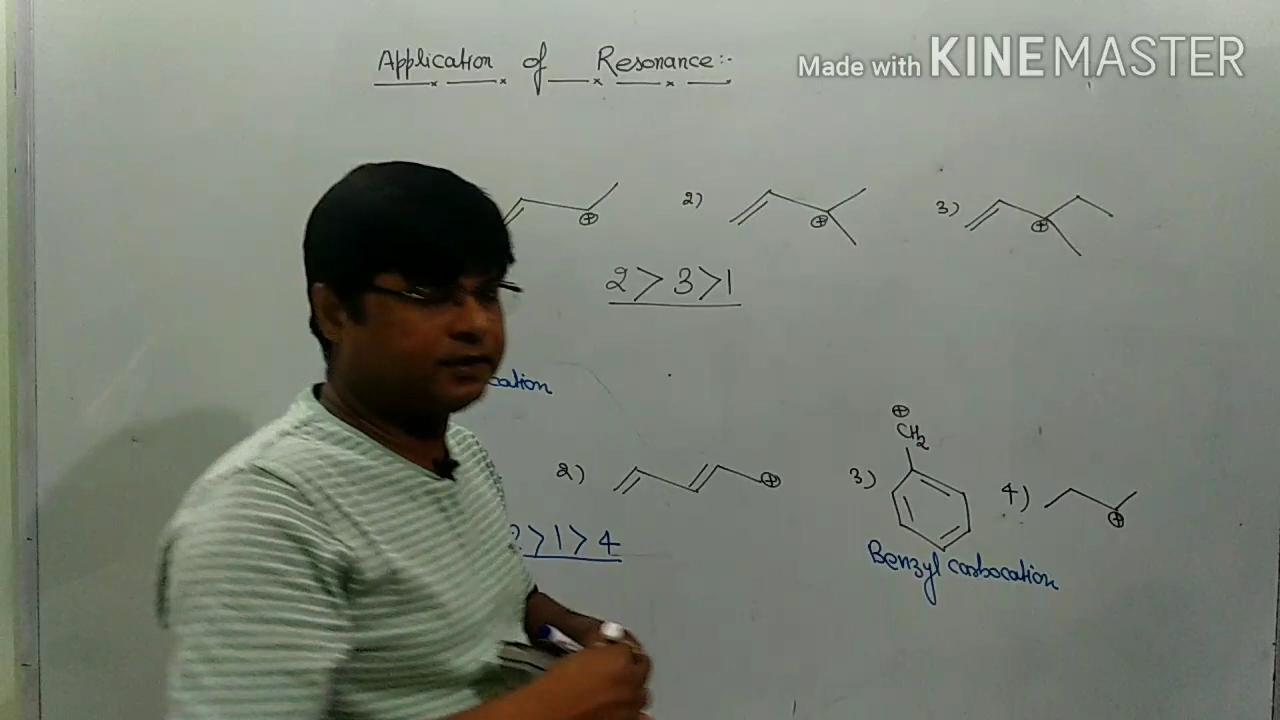 Application of Resonance:-
Made with KINEMASTER
2) ⊕
3) ⊕
⊕
2 > 3 > 1
cation
2) ⊕
3) ⊕
CH2
4) ⊕
2 > 1 > 4
Benzyl carbocation